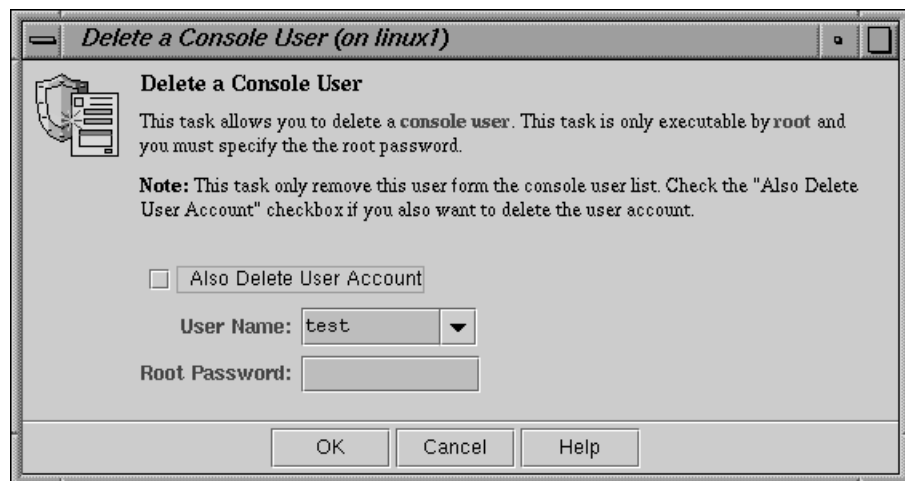 Delete a Console User (on linux1)
Delete a Console User
This task allows you to delete a console user. This task is only executable by root and
you must specify the the root password.
Note: This task only remove this user form the console user list. Check the "Also Delete
User Account" checkbox if you also want to delete the user account.
Also Delete User Account
User Name: test
Root Password:
OK Cancel Help